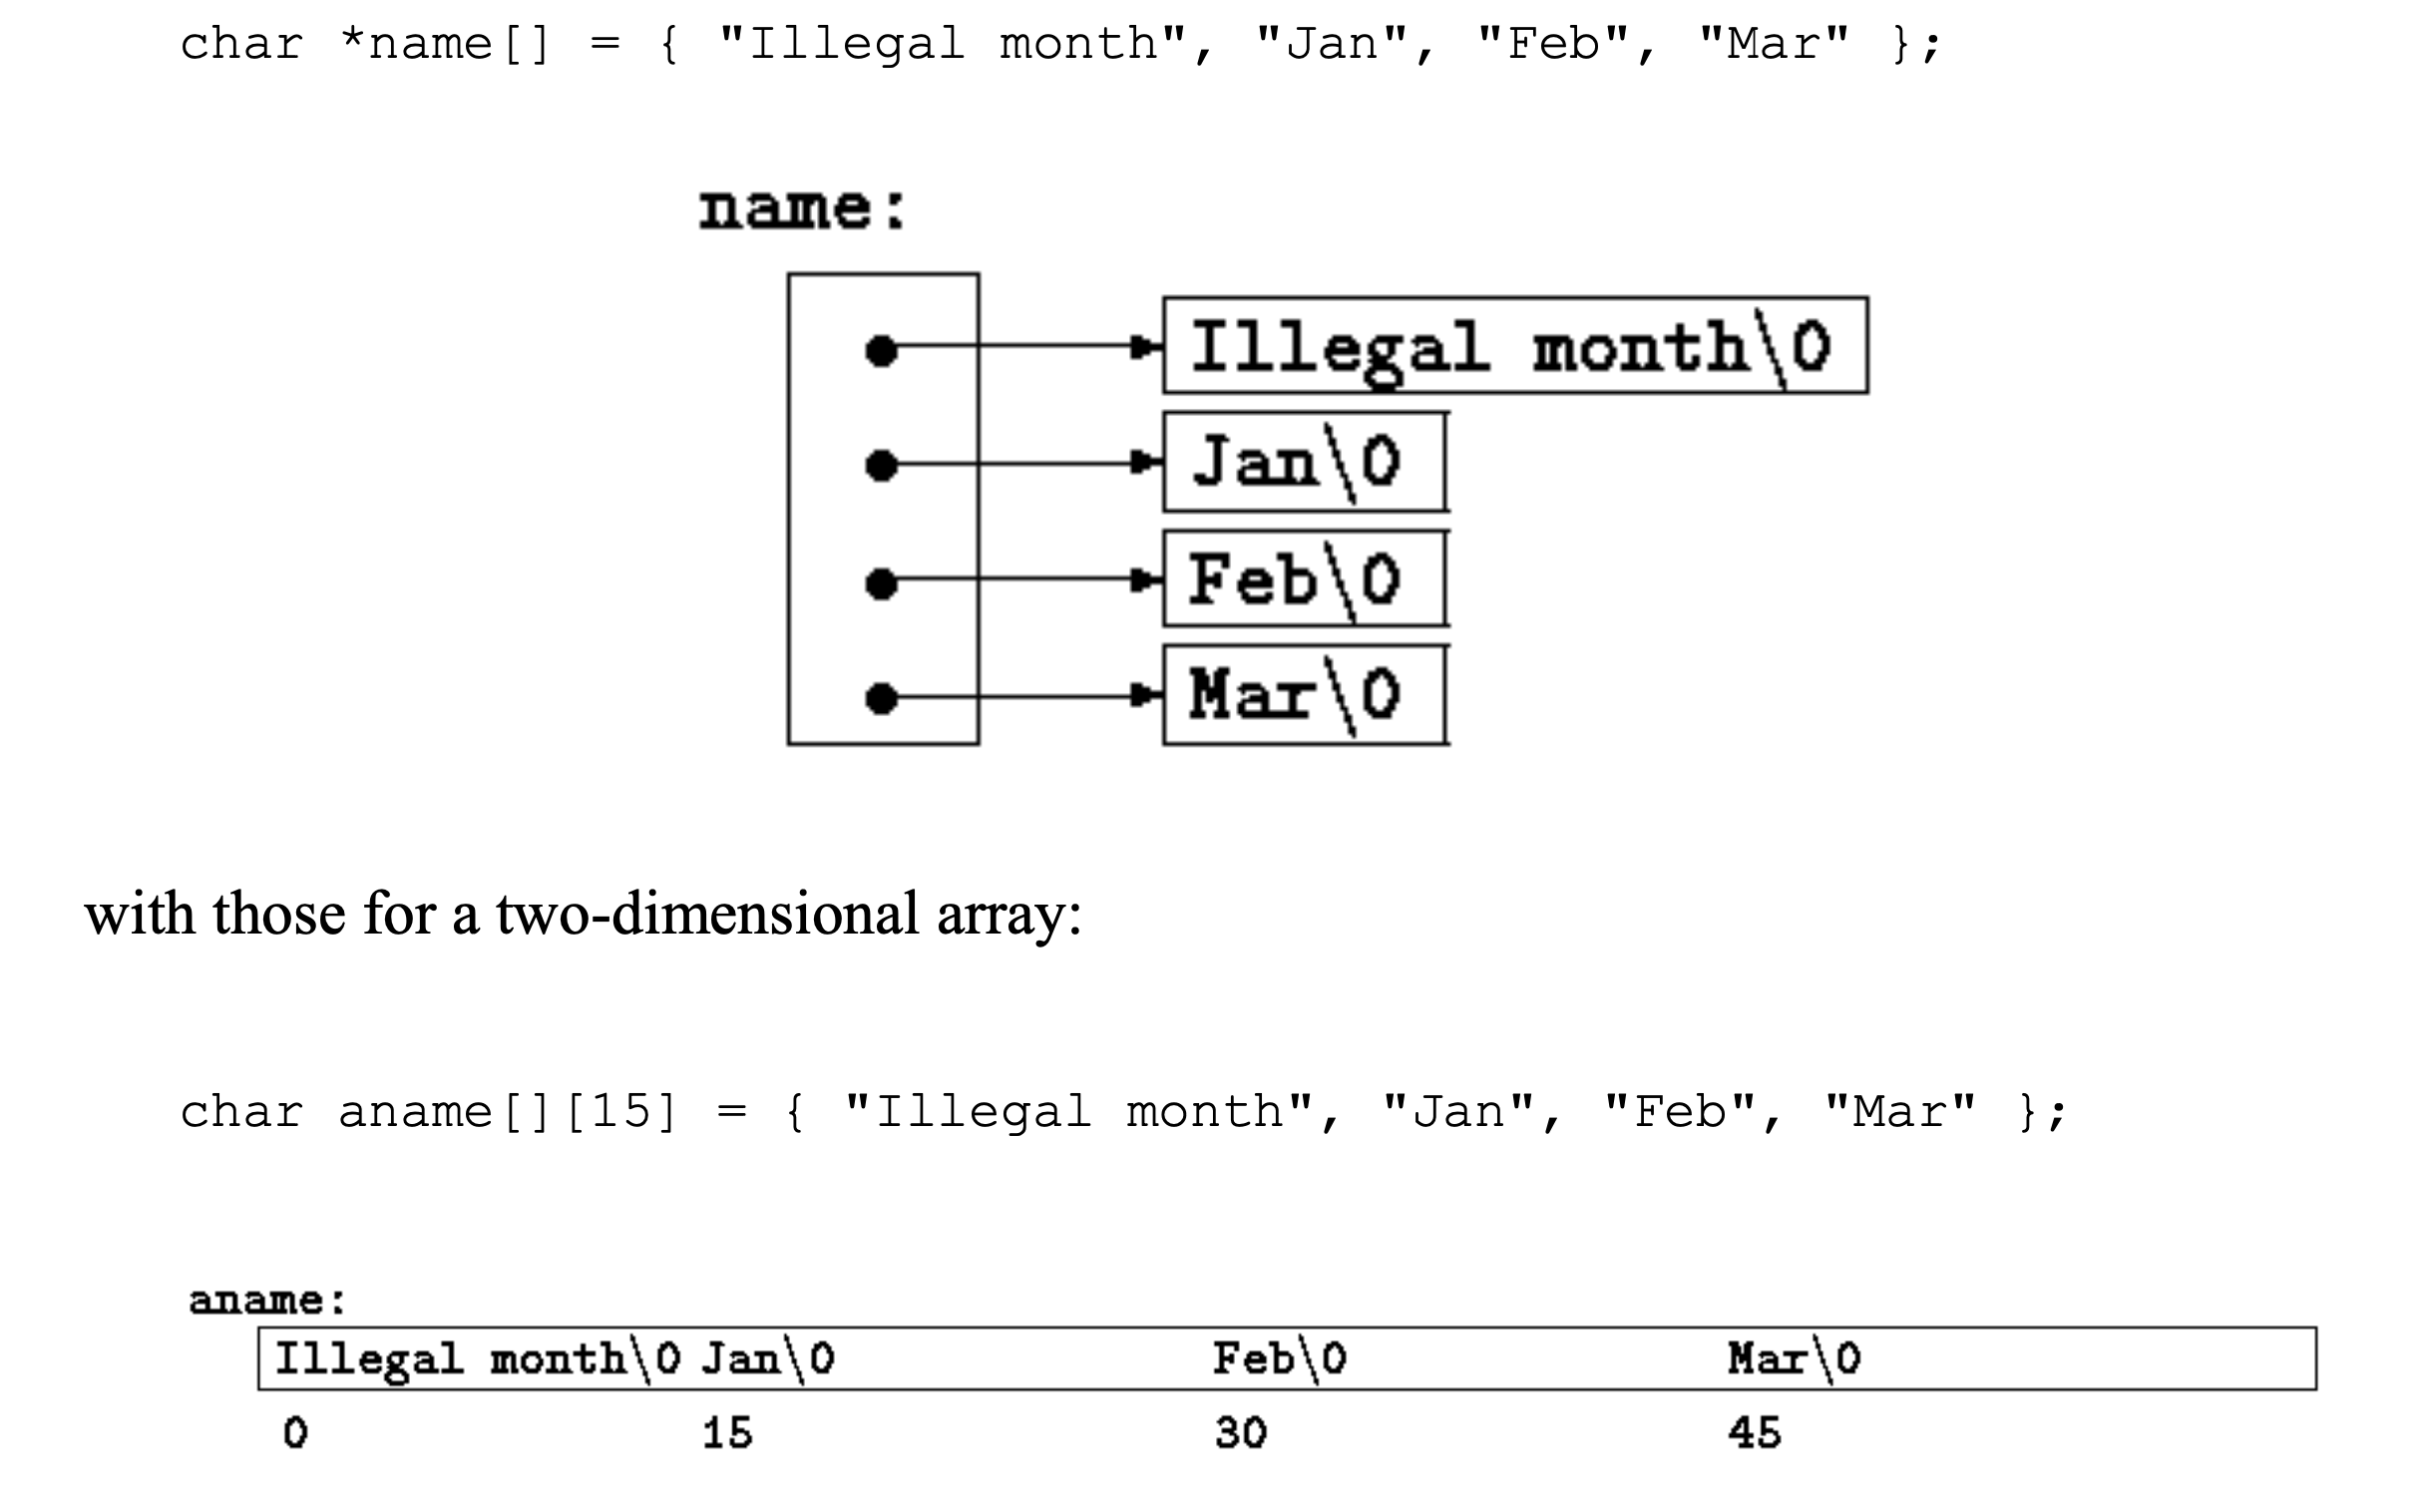 char *name[] = { "Illegal month", "Jan", "Feb", "Mar" };
name:
Illegal month\0
Jan\0
Feb\0
Mar\0
with those for a two-dimensional array:
char aname[][15] = { "Illegal month", "Jan", "Feb", "Mar" };
aname:
Illegal month\0 Jan\0 Feb\0 Mar\0
0 15 30 45